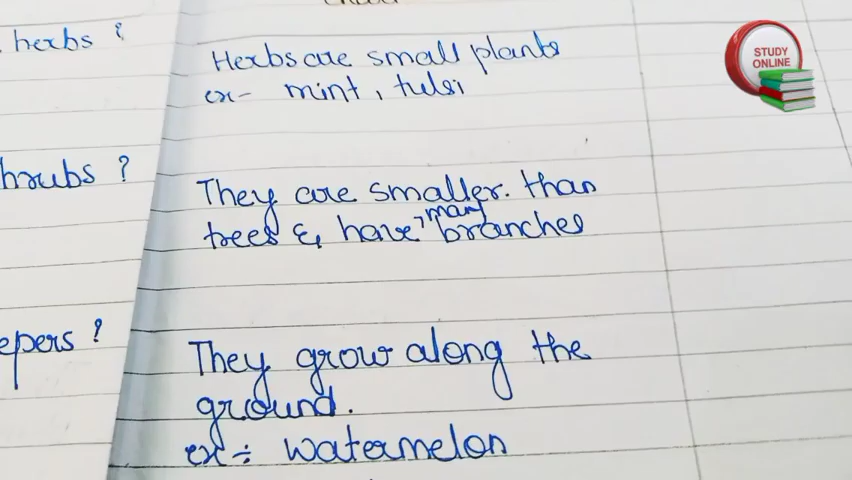 herbs ?
Herbs are small plants
ex- mint, tulsi
hrubs ?
They are smaller. than
many
trees & have, branches
epers ?
They grow along the
ground.
ex ÷ watermelon
STUDY
ONLINE